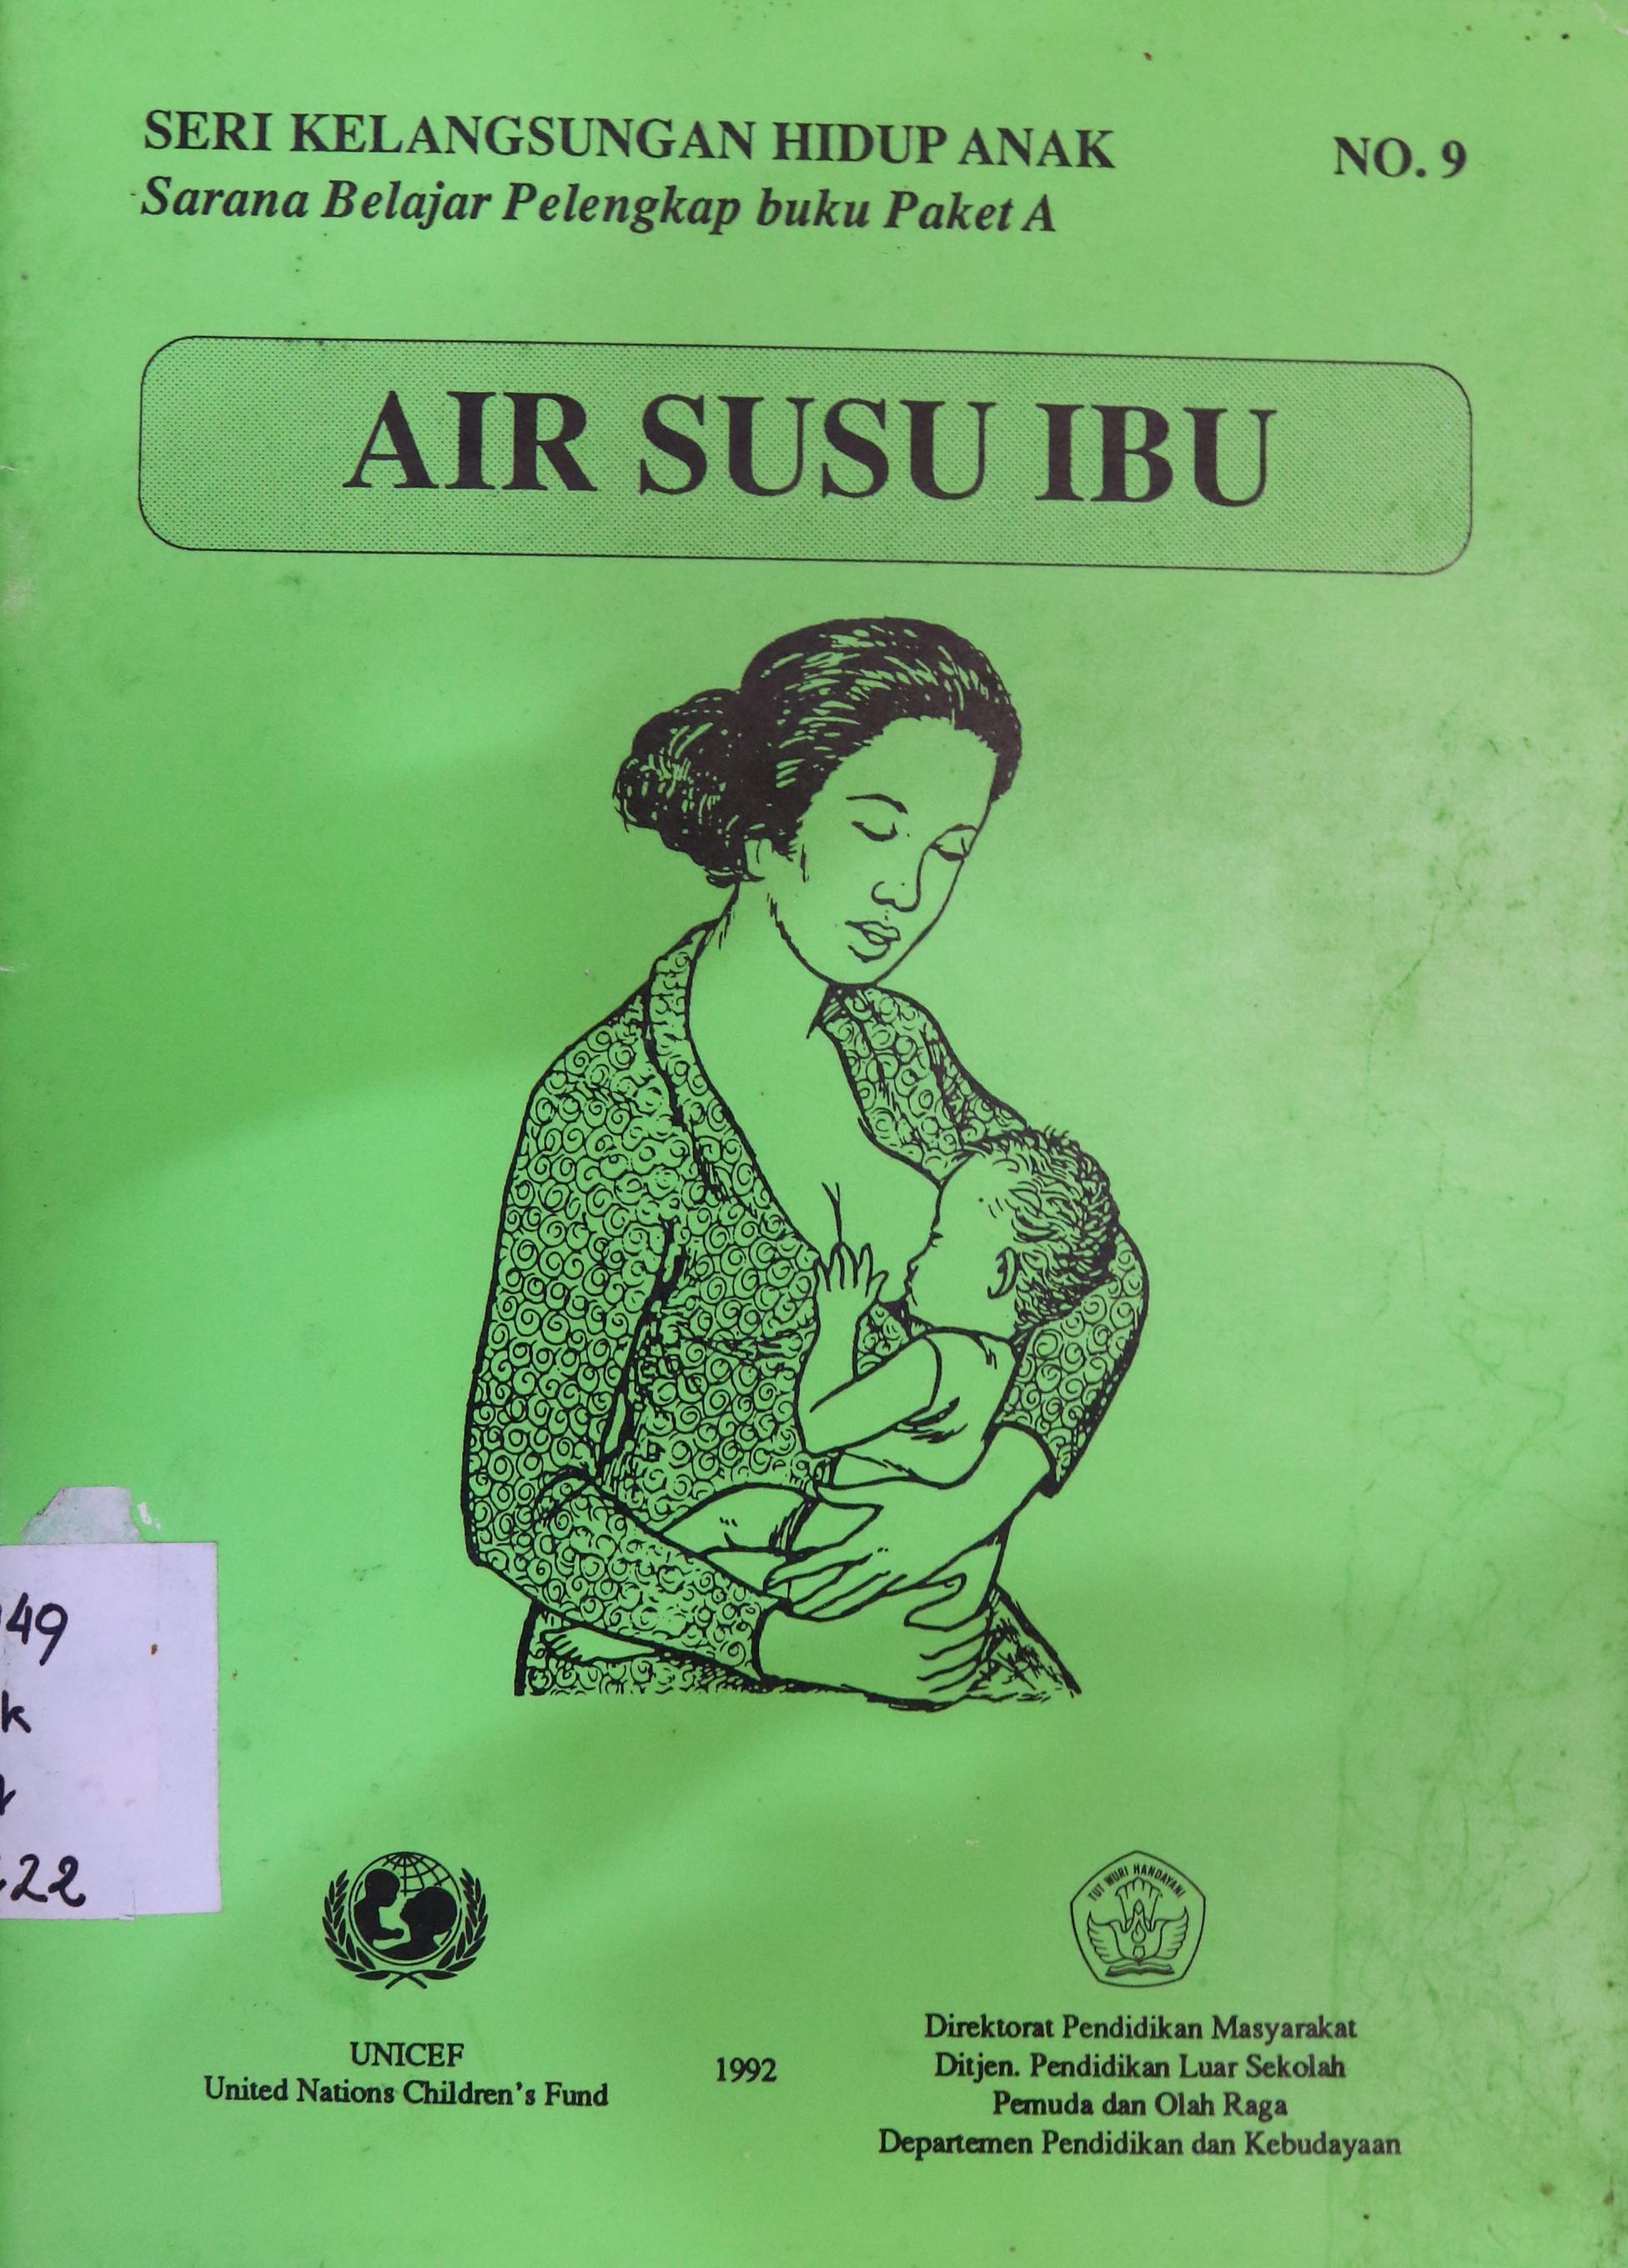 SERI KELANGSUNGAN HIDUP ANAK NO. 9
Sarana Belajar Pelengkap buku Paket A
AIR SUSU IBU
49
k
22
TUT WURI HANDAYANI
UNICEF
United Nations Children's Fund
1992
Direktorat Pendidikan Masyarakat
Ditjen. Pendidikan Luar Sekolah
Pemuda dan Olah Raga
Departemen Pendidikan dan Kebudayaan